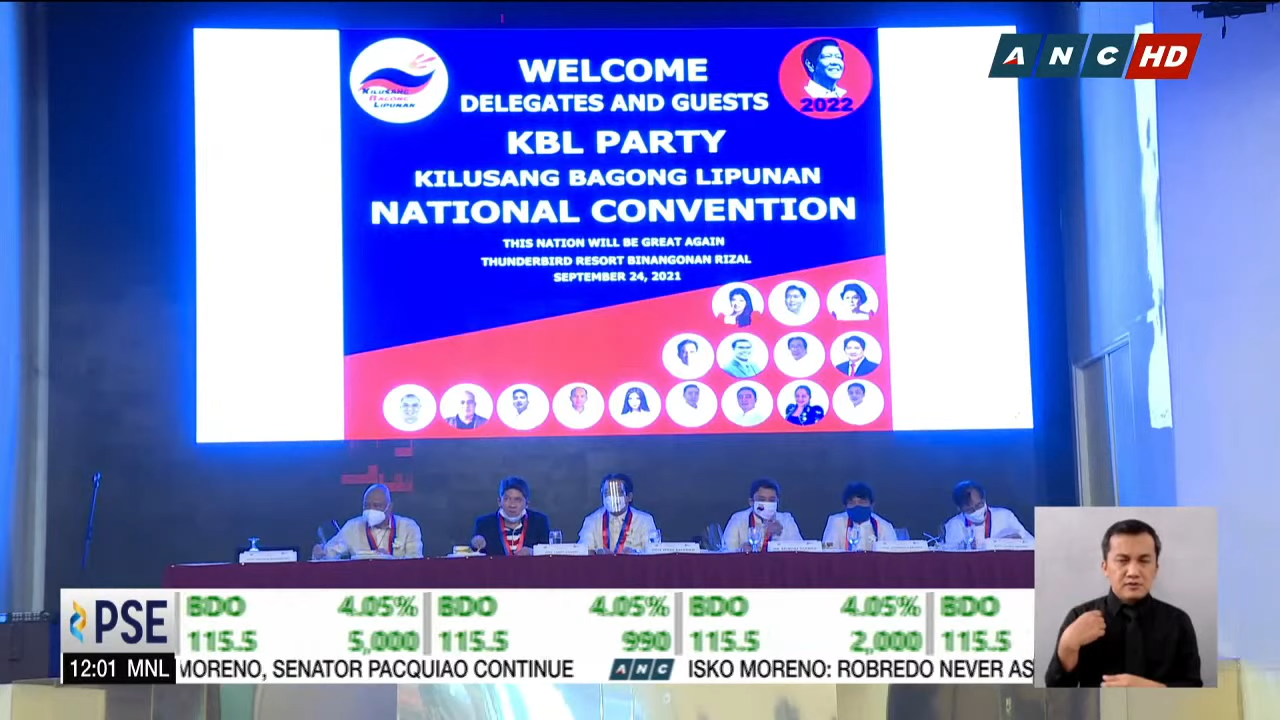 ANC HD
KILUSANG
BAGONG
LIPUNAN
2022
WELCOME
DELEGATES AND GUESTS
KBL PARTY
KILUSANG BAGONG LIPUNAN
NATIONAL CONVENTION
THIS NATION WILL BE GREAT AGAIN
THUNDERBIRD RESORT BINANGONAN RIZAL
SEPTEMBER 24, 2021
PSE
BDO 4.05% BDO 4.05% BDO 4.05% BDO
115.5 5,000 115.5 990 115.5 2,000 115.5
12:01 MNL MORENO, SENATOR PACQUIAO CONTINUE ANC ISKO MORENO: ROBREDO NEVER AS